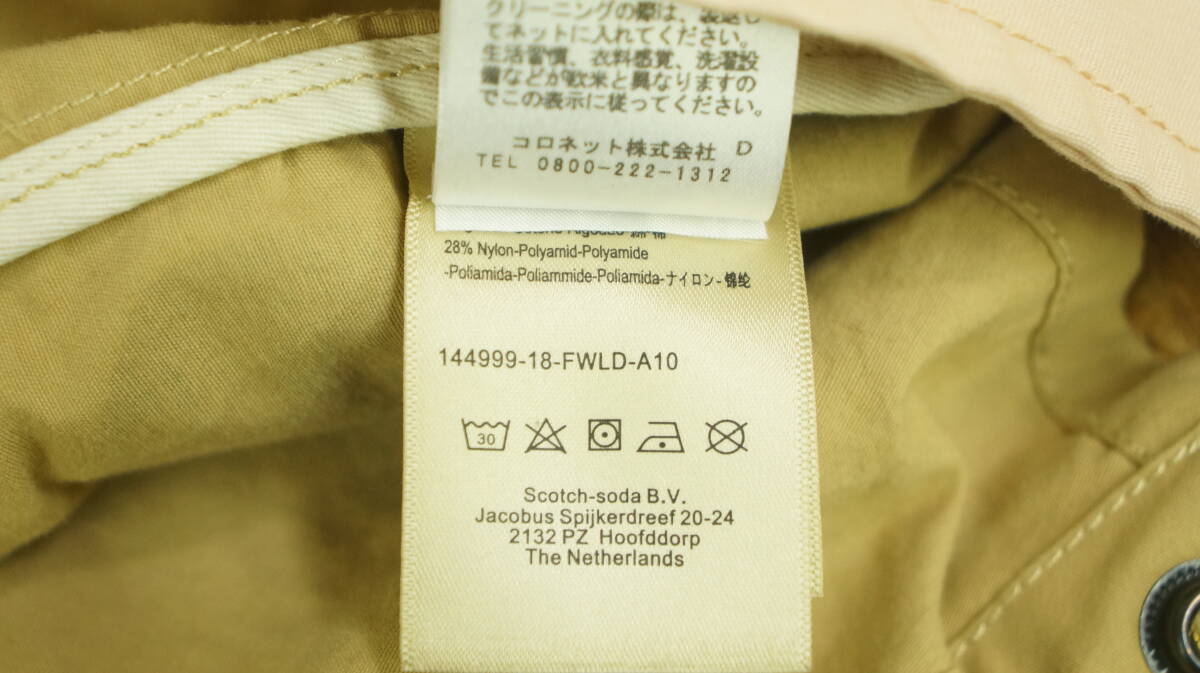 クリーニングの際は、裏返し
てネットに入れてください。
生活習慣、衣料感覚、洗濯設
備などが欧米と異なりますの
でこの表示に従ってください。
コロネット株式会社 D
TEL 0800-222-1312
28% Nylon-Polyamid-Polyamide
-Poliamida-Poliammide-Poliamida-ナイロン-锦纶
144999-18-FWLD-A10
30
Scotch-soda B.V.
Jacobus Spijkerdreef 20-24
2132 PZ Hoofddorp
The Netherlands